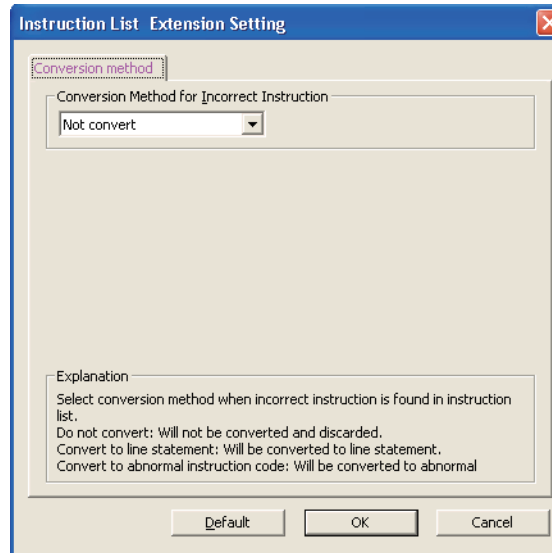 Instruction List Extension Setting
Conversion method
Conversion Method for Incorrect Instruction
Not convert
Explanation
Select conversion method when incorrect instruction is found in instruction
list.
Do not convert: Will not be converted and discarded.
Convert to line statement: Will be converted to line statement.
Convert to abnormal instruction code: Will be converted to abnormal
Default
OK
Cancel